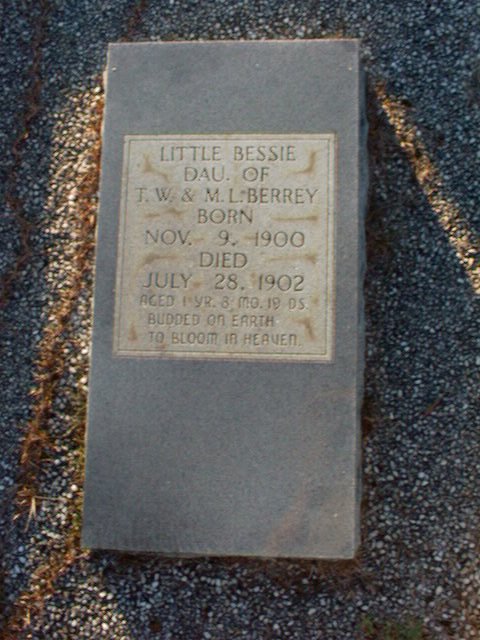 LITTLE BESSIE
DAU. OF
T. W. & M. L. BERREY
BORN
NOV. 9, 1900
DIED
JULY 28, 1902
AGED 1 YR. 8 MO. 19 DS.
BUDDED ON EARTH
TO BLOOM IN HEAVEN.